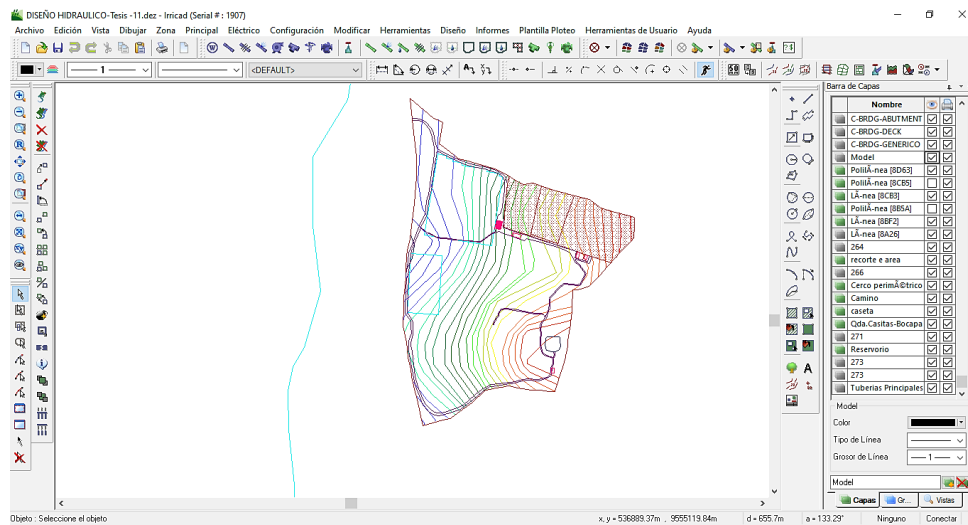 DISEÑO HIDRAULICO-Tesis -11.dez - Irricad (Serial # : 1907)
Archivo Edición Vista Dibujar Zona Principal Eléctrico Configuración Modificar Herramientas Diseño Informes Plantilla Ploteo Herramientas de Usuario Ayuda
1 <DEFAULT>
Barra de Capas
Nombre
C-BRDG-ABUTMENT
C-BRDG-DECK
C-BRDG-GENERICO
Model
PoliÃ-nea [8D63]
PoliÃ-nea [8CB5]
LÃ-nea [8CB3]
PoliÃ-nea [8B5A]
LÃ-nea [8BF2]
LÃ-nea [8A26]
264
recorte e area
266
Cerco perimÃ©trico
Camino
caseta
Qda.Casitas-Bocapa
271
Reservorio
273
273
Tuberias Principales
Model
Color
Tipo de Línea
Grosor de Línea 1
Model
Capas Gr... Vistas
Objeto : Seleccione el objeto x, y = 536889.37m , 9555119.84m d = 655.7m a = 133.29° Ninguno Conectar